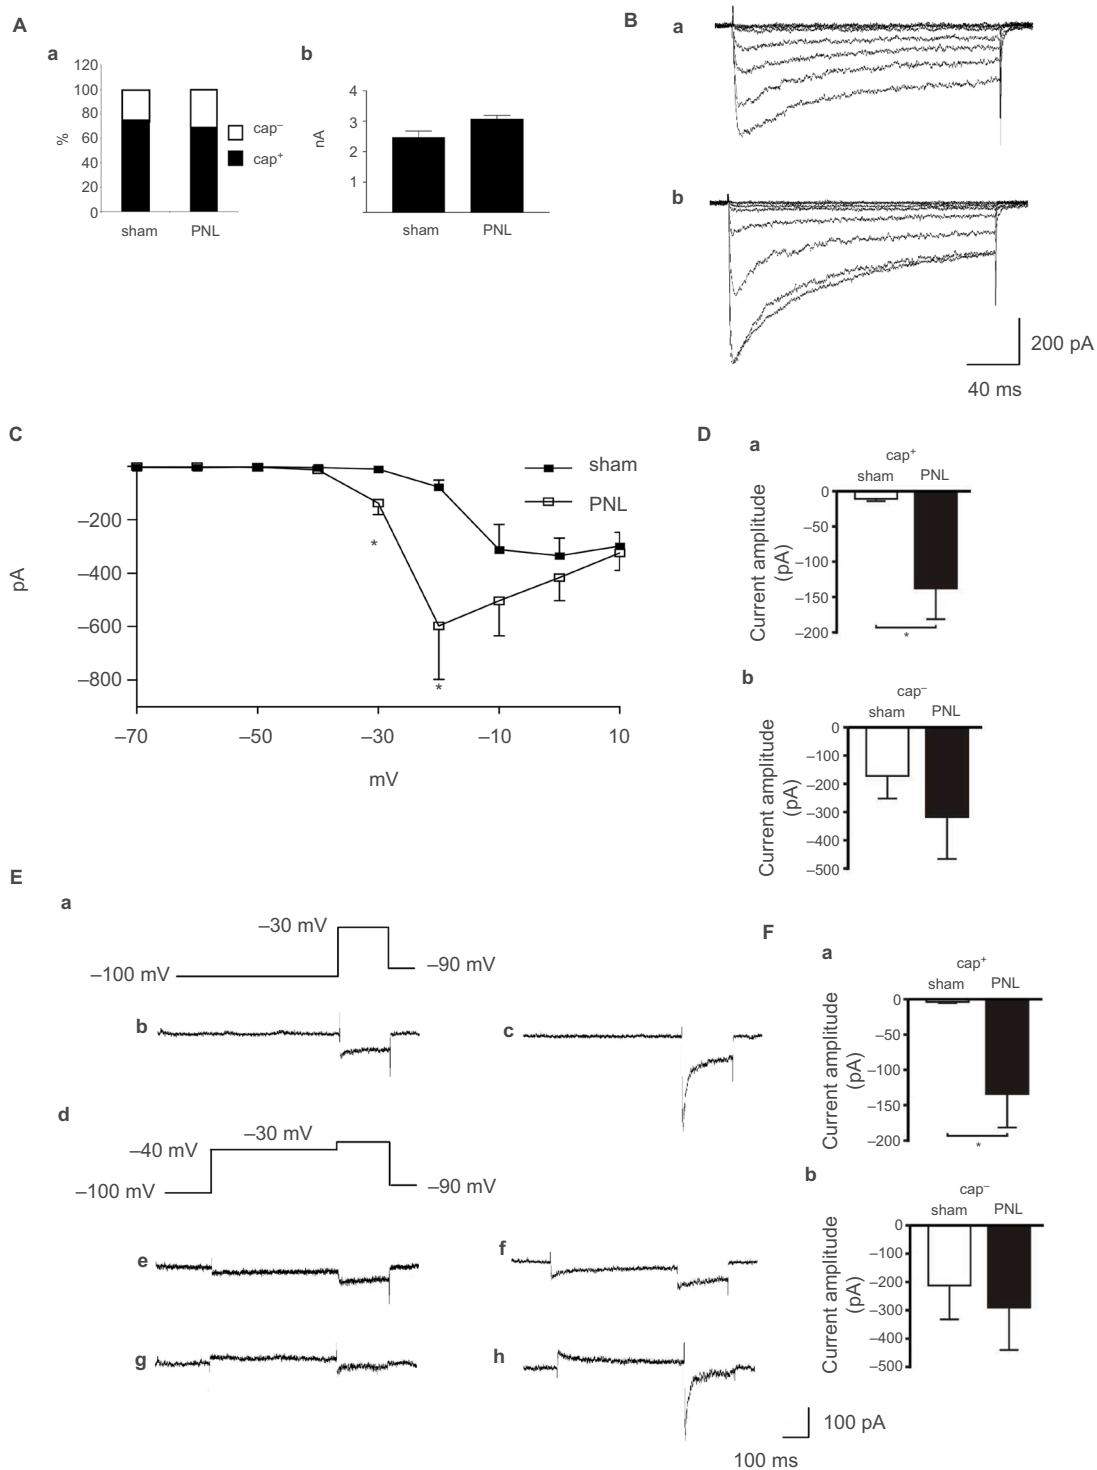 A
a
120
100
80
60
40
20
0
%
sham
PNL
cap–
cap+
b
4
3
2
1
nA
sham
PNL
B
a
b
200 pA
40 ms
C
sham
PNL
–200
–400
–600
–800
pA
*
*
–70
–50
–30
–10
10
mV
D
a
cap+
sham
PNL
0
–50
–100
–150
–200
Current amplitude
(pA)
*
b
cap–
sham
PNL
0
–100
–200
–300
–400
–500
Current amplitude
(pA)
E
a
–30 mV
–100 mV
–90 mV
b
c
d
–30 mV
–40 mV
–100 mV
–90 mV
e
f
g
h
100 pA
100 ms
F
a
cap+
sham
PNL
0
–50
–100
–150
–200
Current amplitude
(pA)
*
b
cap–
sham
PNL
0
–100
–200
–300
–400
–500
Current amplitude
(pA)